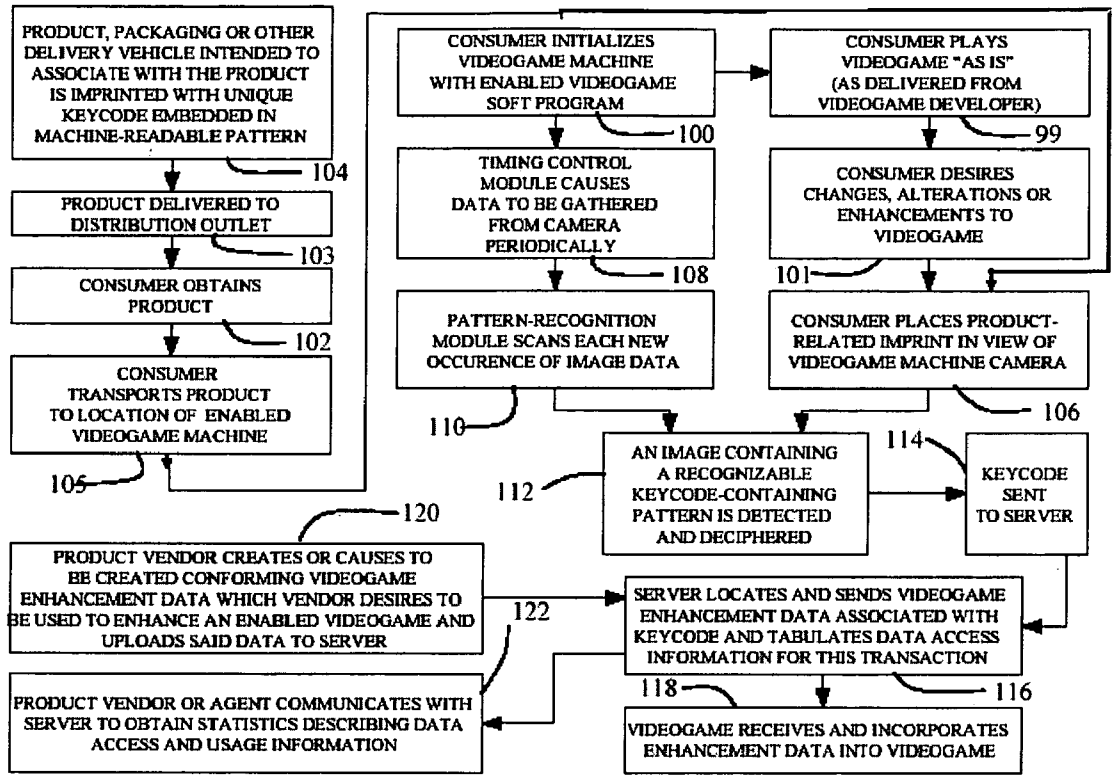 PRODUCT, PACKAGING OR OTHER
DELIVERY VEHICLE INTENDED TO
ASSOCIATE WITH THE PRODUCT
IS IMPRINTED WITH UNIQUE
KEYCODE EMBEDDED IN
MACHINE-READABLE PATTERN
104
PRODUCT DELIVERED TO
DISTRIBUTION OUTLET
103
CONSUMER OBTAINS
PRODUCT
102
CONSUMER
TRANSPORTS PRODUCT
TO LOCATION OF ENABLED
VIDEOGAME MACHINE
105
CONSUMER INITIALIZES
VIDEOGAME MACHINE
WITH ENABLED VIDEOGAME
SOFT PROGRAM
100
TIMING CONTROL
MODULE CAUSES
DATA TO BE GATHERED
FROM CAMERA
PERIODICALLY
108
PATTERN-RECOGNITION
MODULE SCANS EACH NEW
OCCURENCE OF IMAGE DATA
110
CONSUMER PLAYS
VIDEOGAME "AS IS"
(AS DELIVERED FROM
VIDEOGAME DEVELOPER)
99
CONSUMER DESIRES
CHANGES, ALTERATIONS OR
ENHANCEMENTS TO
VIDEOGAME
101
CONSUMER PLACES PRODUCT-
RELATED IMPRINT IN VIEW OF
VIDEOGAME MACHINE CAMERA
106
112
AN IMAGE CONTAINING
A RECOGNIZABLE
KEYCODE-CONTAINING
PATTERN IS DETECTED
AND DECIPHERED
114
KEYCODE
SENT
TO SERVER
120
PRODUCT VENDOR CREATES OR CAUSES TO
BE CREATED CONFORMING VIDEOGAME
ENHANCEMENT DATA WHICH VENDOR DESIRES TO
BE USED TO ENHANCE AN ENABLED VIDEOGAME AND
UPLOADS SAID DATA TO SERVER
122
SERVER LOCATES AND SENDS VIDEOGAME
ENHANCEMENT DATA ASSOCIATED WITH
KEYCODE AND TABULATES DATA ACCESS
INFORMATION FOR THIS TRANSACTION
116
PRODUCT VENDOR OR AGENT COMMUNICATES WITH
SERVER TO OBTAIN STATISTICS DESCRIBING DATA
ACCESS AND USAGE INFORMATION
118
VIDEOGAME RECEIVES AND INCORPORATES
ENHANCEMENT DATA INTO VIDEOGAME